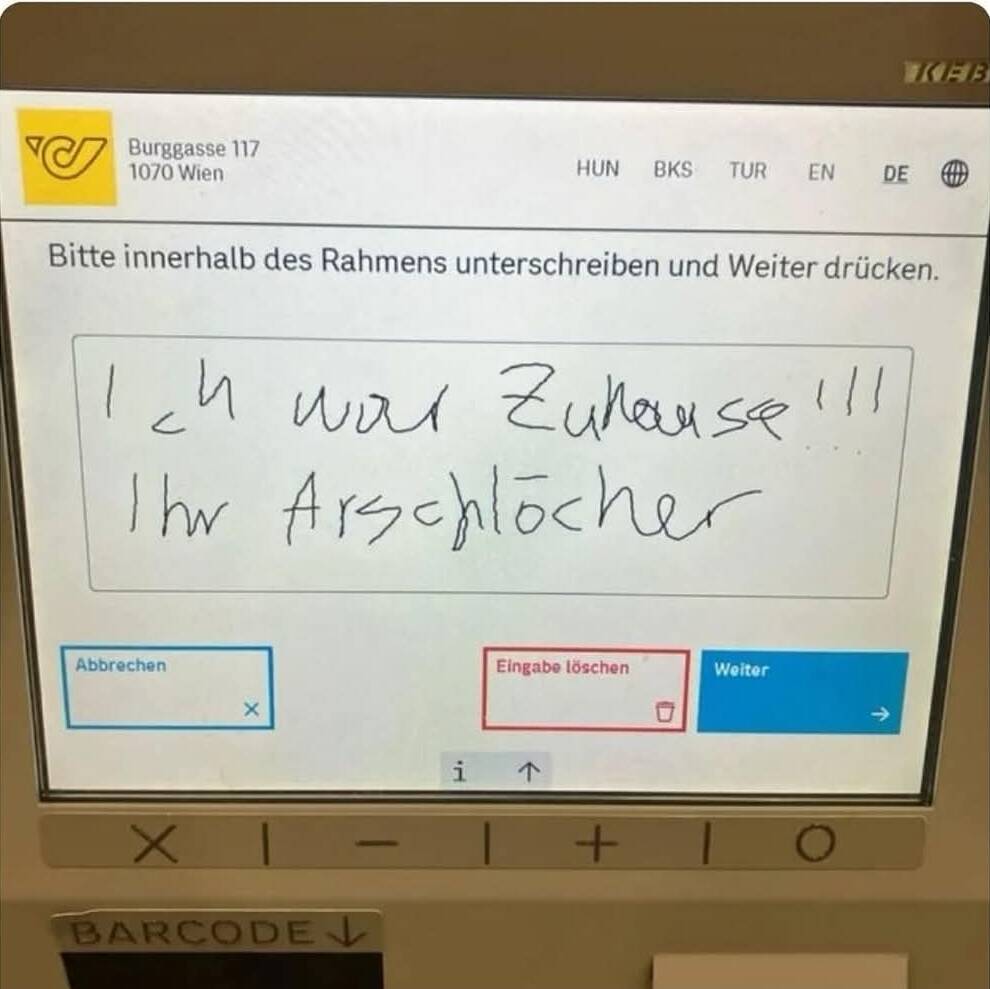 KEB
Burggasse 117
1070 Wien
HUN BKS TUR EN DE
Bitte innerhalb des Rahmens unterschreiben und Weiter drücken.
Ich war Zuhause!!!
Ihr Arschlöcher
Abbrechen
Eingabe löschen
Weiter
i
BARCODE